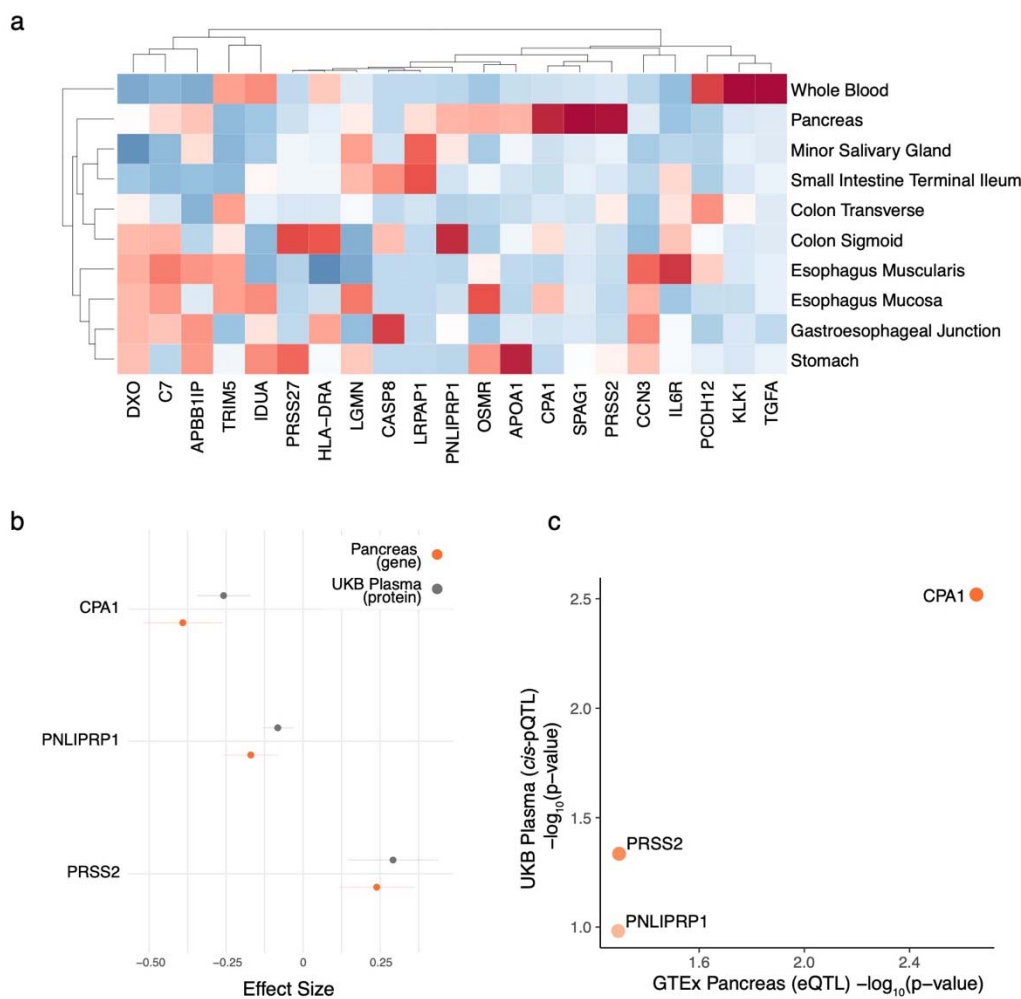 a
Whole Blood
Pancreas
Minor Salivary Gland
Small Intestine Terminal Ileum
Colon Transverse
Colon Sigmoid
Esophagus Muscularis
Esophagus Mucosa
Gastroesophageal Junction
Stomach
DXO
C7
APBB1IP
TRIM5
IDUA
PRSS27
HLA−DRA
LGMN
CASP8
LRPAP1
PNLIPRP1
OSMR
APOA1
CPA1
SPAG1
PRSS2
CCN3
IL6R
PCDH12
KLK1
TGFA
b
Pancreas
(gene)
UKB Plasma
(protein)
CPA1
PNLIPRP1
PRSS2
−0.50
−0.25
0
0.25
Effect Size
c
CPA1
PRSS2
PNLIPRP1
2.5
2.0
1.5
1.0
UKB Plasma (cis-pQTL)
−log10(p−value)
1.6
2.0
2.4
GTEx Pancreas (eQTL) −log10(p−value)